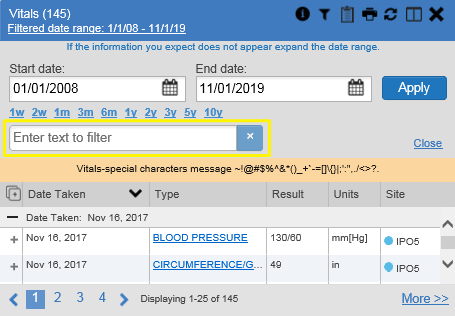 Vitals (145)
Filtered date range: 1/1/08 - 11/1/19
If the information you expect does not appear expand the date range.
Start date: End date:
01/01/2008 11/01/2019 Apply
1w 2w 1m 3m 6m 1y 2y 3y 5y 10y
Enter text to filter × Close
Vitals-special characters message ~!@#$%^&*()_+`-=[]\{}|;':",./<>?.
Date Taken Type Result Units Site
Date Taken: Nov 16, 2017
Nov 16, 2017 BLOOD PRESSURE 130/60 mm[Hg] IPO5
Nov 16, 2017 CIRCUMFERENCE/G... 49 in IPO5
1 2 3 4 Displaying 1-25 of 145 More >>